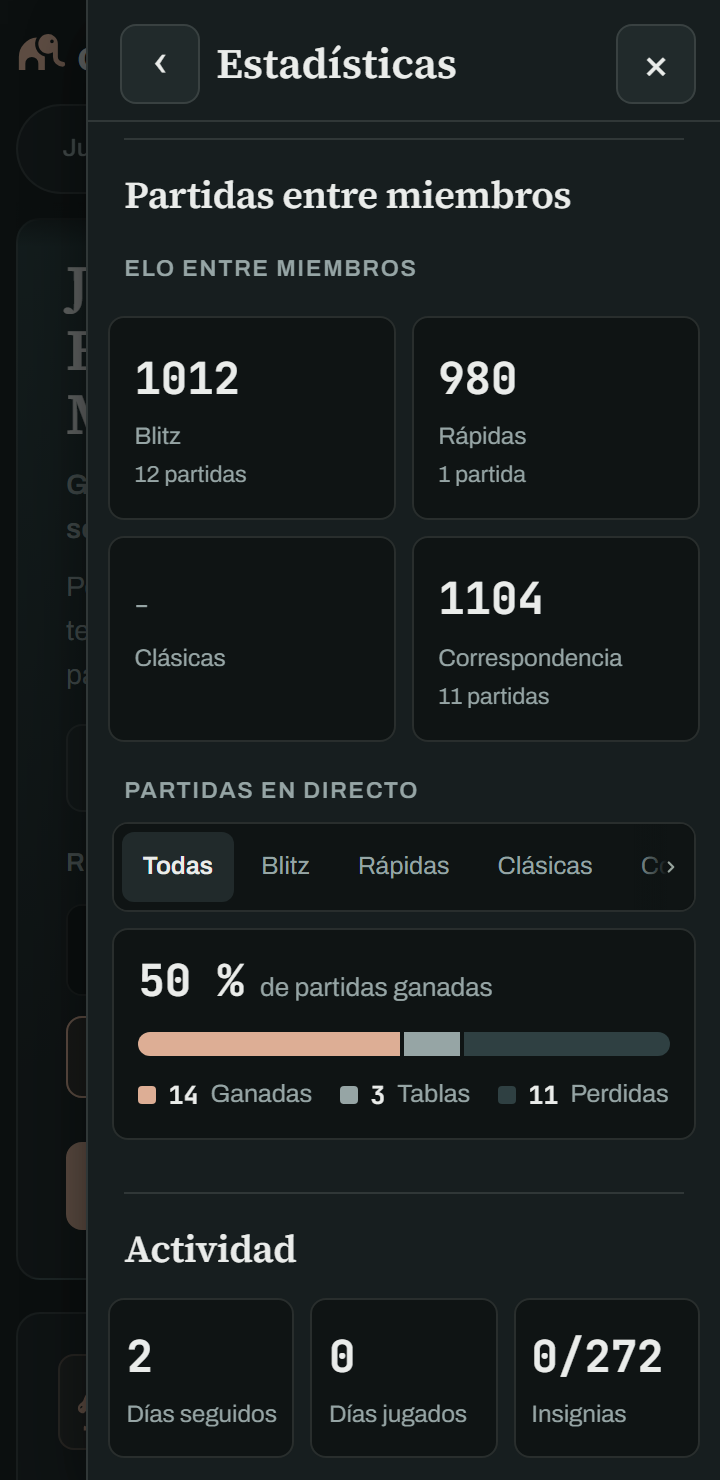 ‹ Estadísticas ×
Partidas entre miembros
ELO ENTRE MIEMBROS
1012
Blitz
12 partidas
980
Rápidas
1 partida
-
Clásicas
1104
Correspondencia
11 partidas
PARTIDAS EN DIRECTO
Todas Blitz Rápidas Clásicas ›
50 % de partidas ganadas
14 Ganadas 3 Tablas 11 Perdidas
Actividad
2
Días seguidos
0
Días jugados
0/272
Insignias